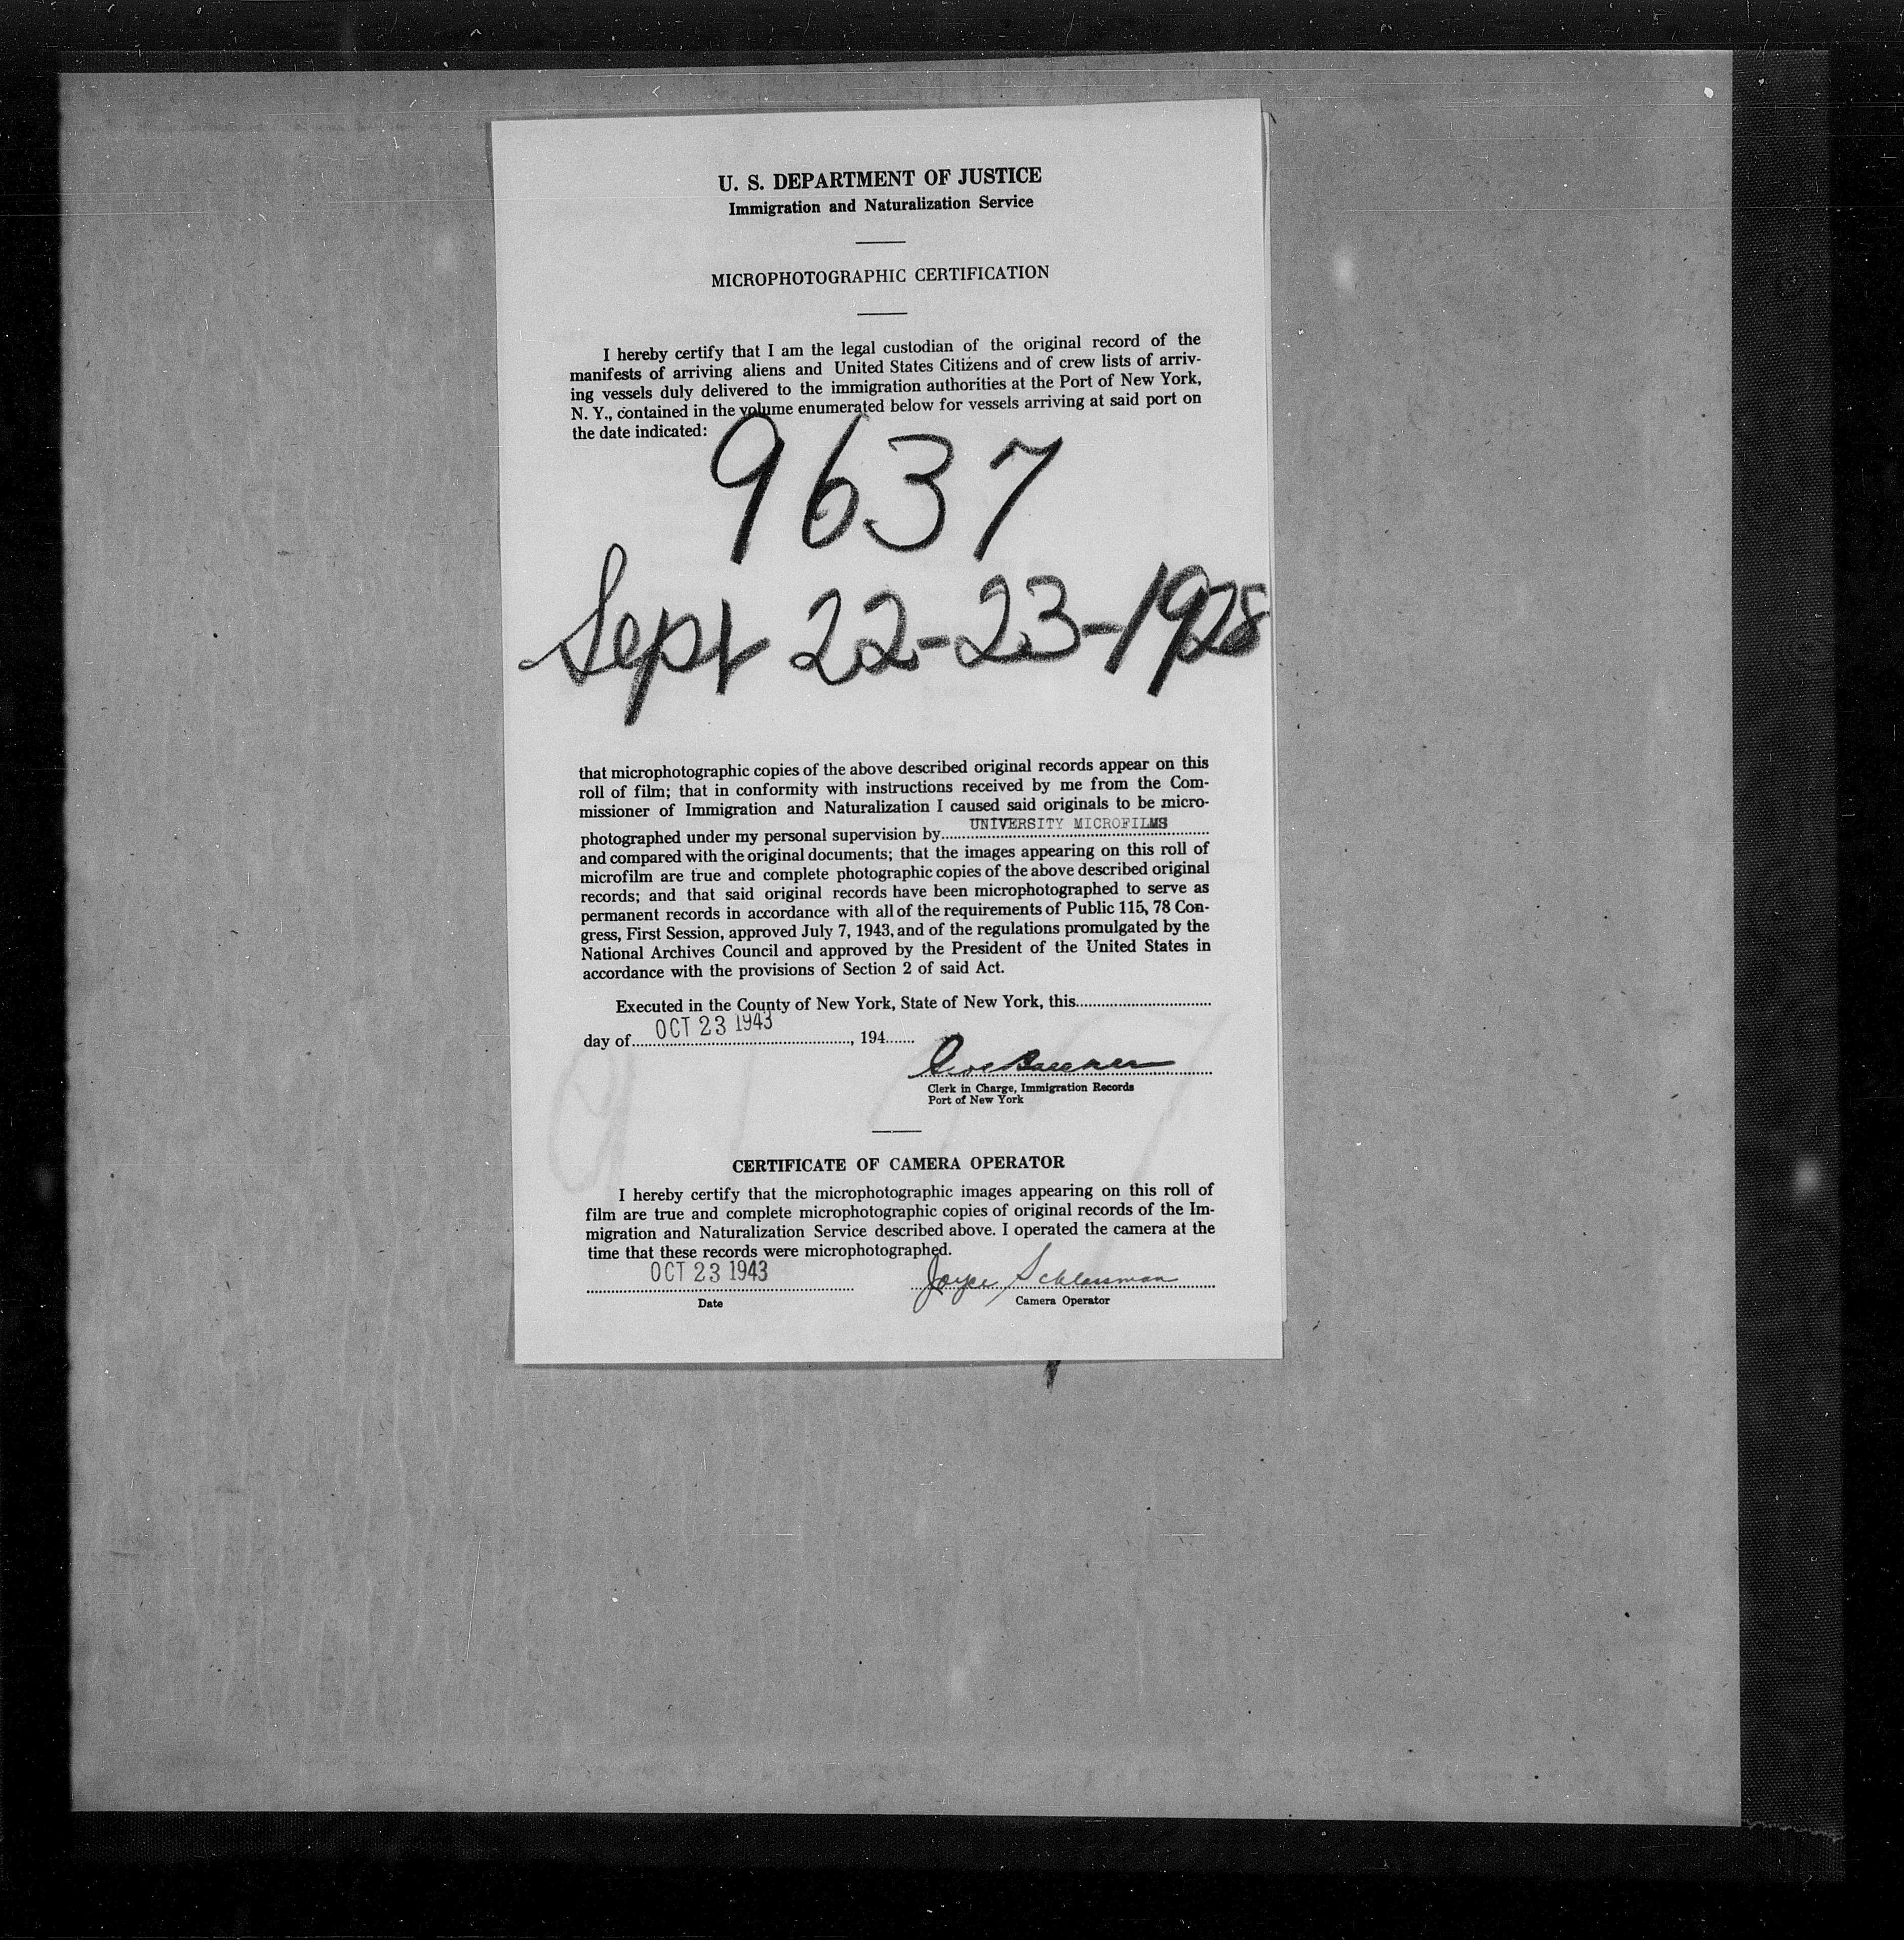 U. S. DEPARTMENT OF JUSTICE
Immigration and Naturalization Service
MICROPHOTOGRAPHIC CERTIFICATION
I hereby certify that I am the legal custodian of the original record of the
manifests of arriving aliens and United States Citizens and of crew lists of arriv-
ing vessels duly delivered to the immigration authorities at the Port of New York,
N. Y., contained in the volume enumerated below for vessels arriving at said port on
the date indicated:
9637
Sept 22-23-1928
that microphotographic copies of the above described original records appear on this
roll of film; that in conformity with instructions received by me from the Com-
missioner of Immigration and Naturalization I caused said originals to be micro-
photographed under my personal supervision by UNIVERSITY MICROFILMS
and compared with the original documents; that the images appearing on this roll of
microfilm are true and complete photographic copies of the above described original
records; and that said original records have been microphotographed to serve as
permanent records in accordance with all of the requirements of Public 115, 78 Con-
gress, First Session, approved July 7, 1943, and of the regulations promulgated by the
National Archives Council and approved by the President of the United States in
accordance with the provisions of Section 2 of said Act.
Executed in the County of New York, State of New York, this
day of OCT 23 1943, 194
Clerk in Charge, Immigration Records
Port of New York
CERTIFICATE OF CAMERA OPERATOR
I hereby certify that the microphotographic images appearing on this roll of
film are true and complete microphotographic copies of original records of the Im-
migration and Naturalization Service described above. I operated the camera at the
time that these records were microphotographed.
OCT 23 1943 Joyce Schlossman
Date Camera Operator